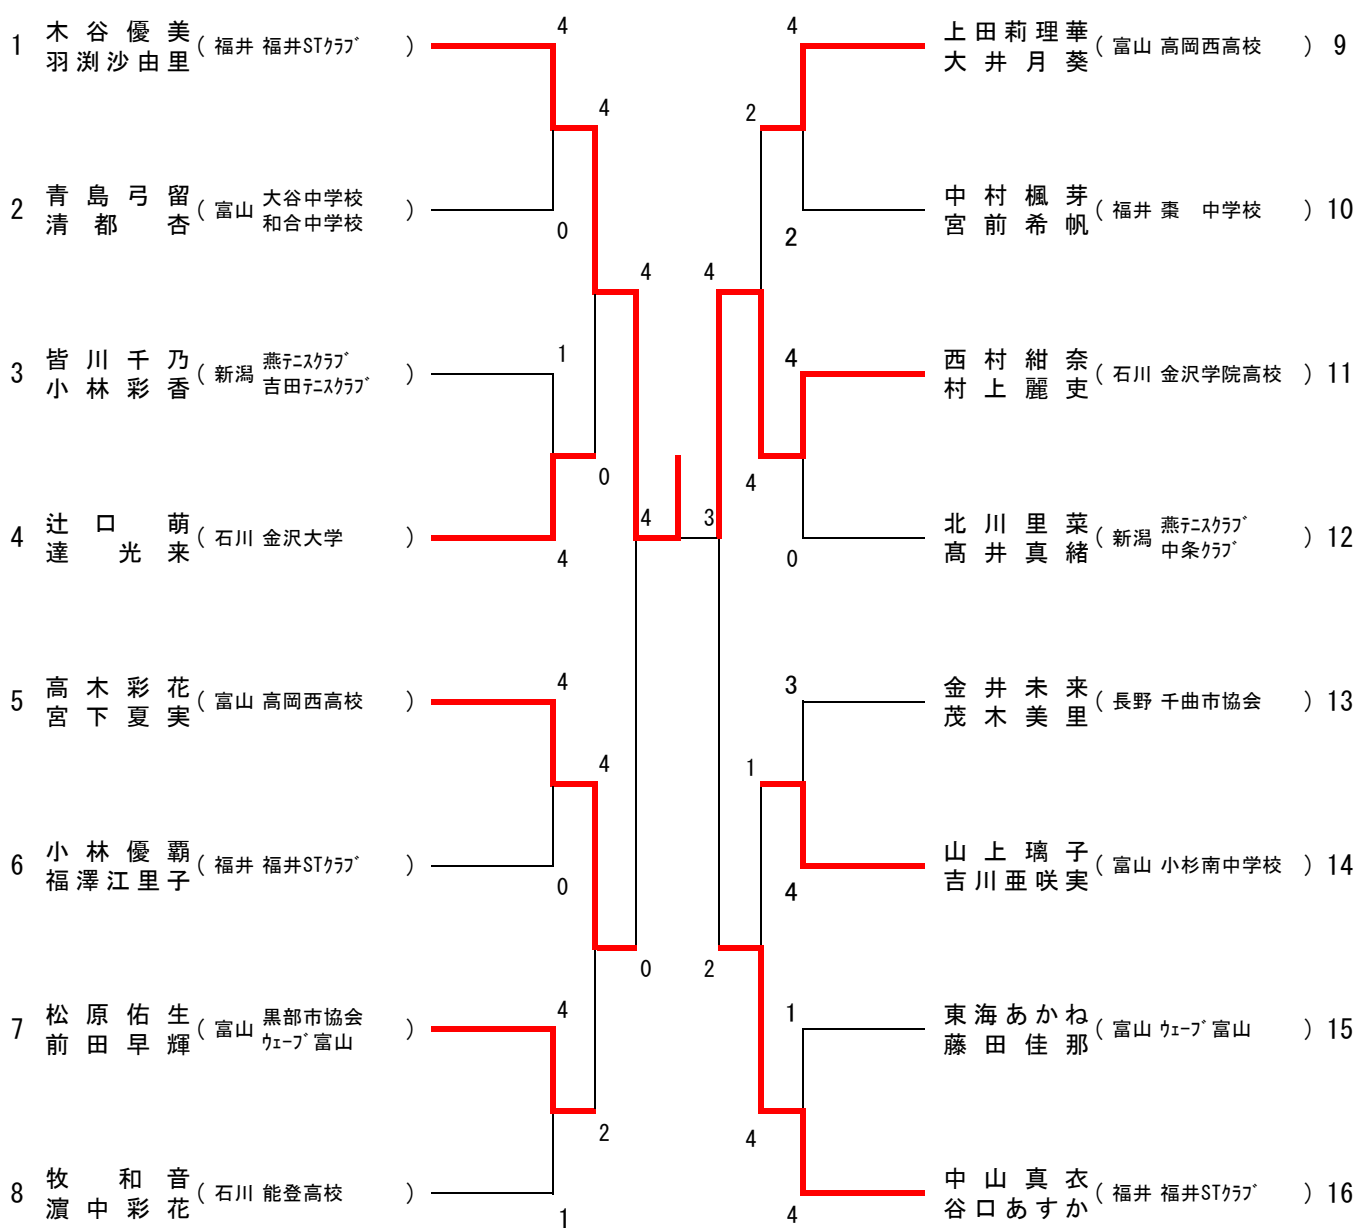 1 木谷優美 羽渕沙由里 ( 福井 福井STｸﾗﾌﾞ )
2 青島弓留 清都杏 ( 富山 大谷中学校 和合中学校 )
3 皆川千乃 小林彩香 ( 新潟 燕ﾃﾆｽｸﾗﾌﾞ 吉田ﾃﾆｽｸﾗﾌﾞ )
4 辻口萌 達光来 ( 石川 金沢大学 )
5 高木彩花 宮下夏実 ( 富山 高岡西高校 )
6 小林優覇 福澤江里子 ( 福井 福井STｸﾗﾌﾞ )
7 松原佑生 前田早輝 ( 富山 黒部市協会 ｳｪｰﾌﾞ富山 )
8 牧和音 濵中彩花 ( 石川 能登高校 )
4
0
1
4
4
0
4
1
4
0
4
2
4
0
4
3
4
2
2
4
1
4
4
2
4
0
3
4
1
4
上田莉理華 大井月葵 ( 富山 高岡西高校 ) 9
中村楓芽 宮前希帆 ( 福井 棗 中学校 ) 10
西村紺奈 村上麗吏 ( 石川 金沢学院高校 ) 11
北川里菜 髙井真緒 ( 新潟 燕ﾃﾆｽｸﾗﾌﾞ 中条ｸﾗﾌﾞ ) 12
金井未来 茂木美里 ( 長野 千曲市協会 ) 13
山上璃子 吉川亜咲実 ( 富山 小杉南中学校 ) 14
東海あかね 藤田佳那 ( 富山 ｳｪｰﾌﾞ富山 ) 15
中山真衣 谷口あすか ( 福井 福井STｸﾗﾌﾞ ) 16